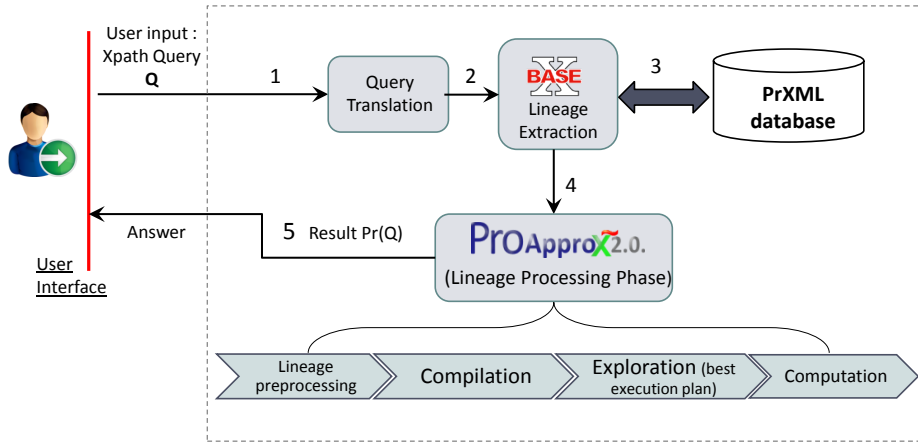 User input :
Xpath Query
Q
1
Query
Translation
2
X
BASE
Lineage
Extraction
3
PrXML
database
4
ProApproX2.0.
(Lineage Processing Phase)
5 Result Pr(Q)
Answer
User
Interface
Lineage
preprocessing
Compilation
Exploration (best
execution plan)
Computation